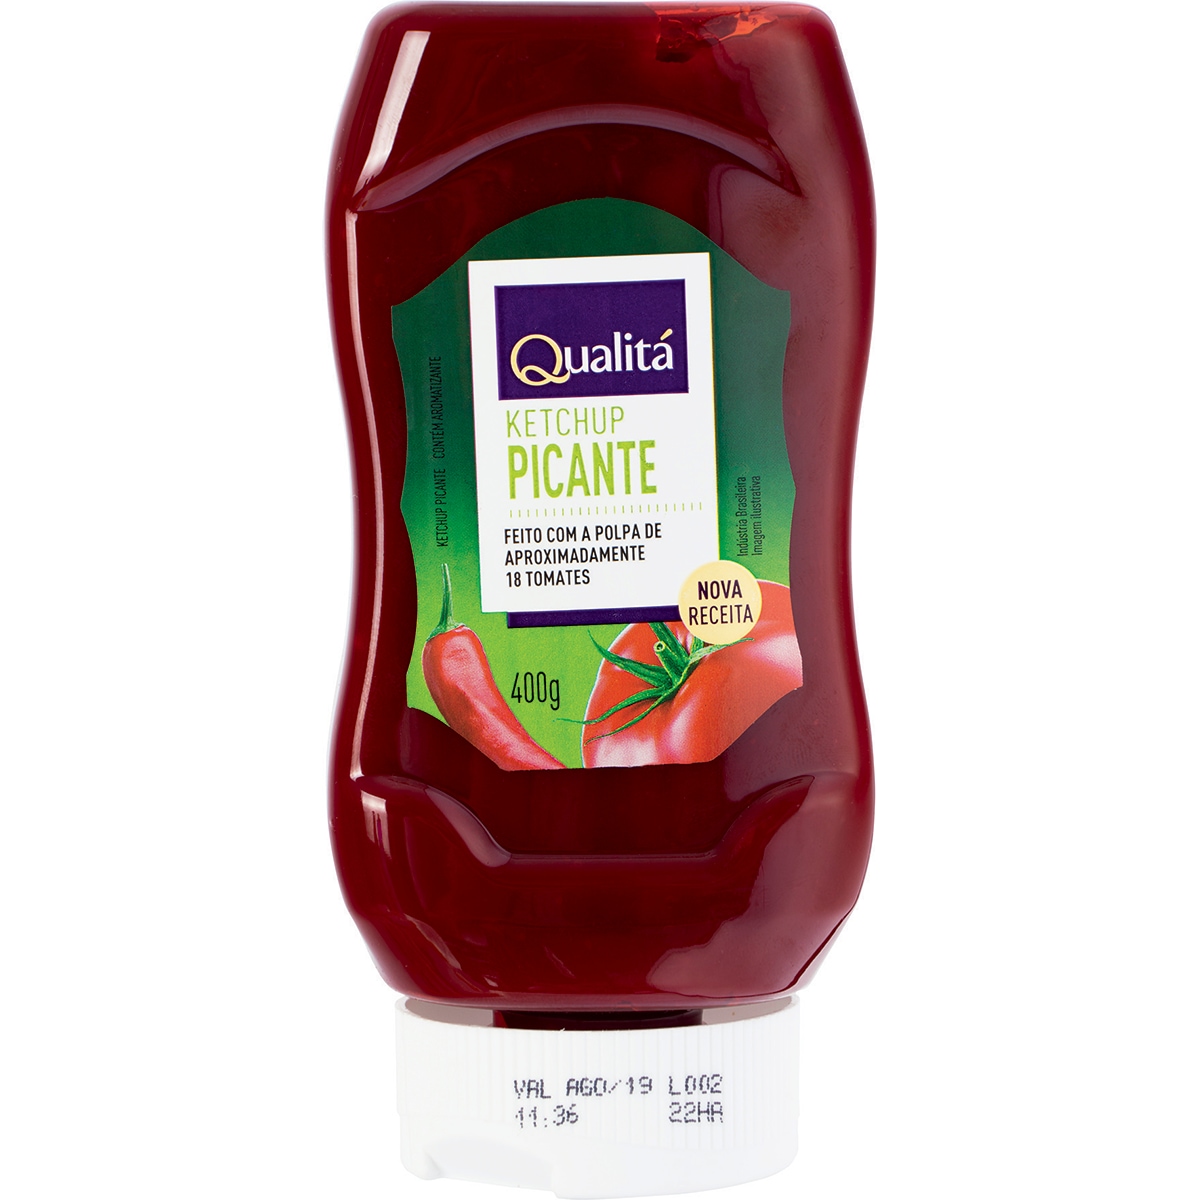 Qualitá
KETCHUP
PICANTE
FEITO COM A POLPA DE
APROXIMADAMENTE
18 TOMATES
NOVA
RECEITA
400g
KETCHUP PICANTE CONTÉM AROMATIZANTE
Indústria Brasileira
Imagem ilustrativa
VAL AGO/19 L002
11:36 22HR